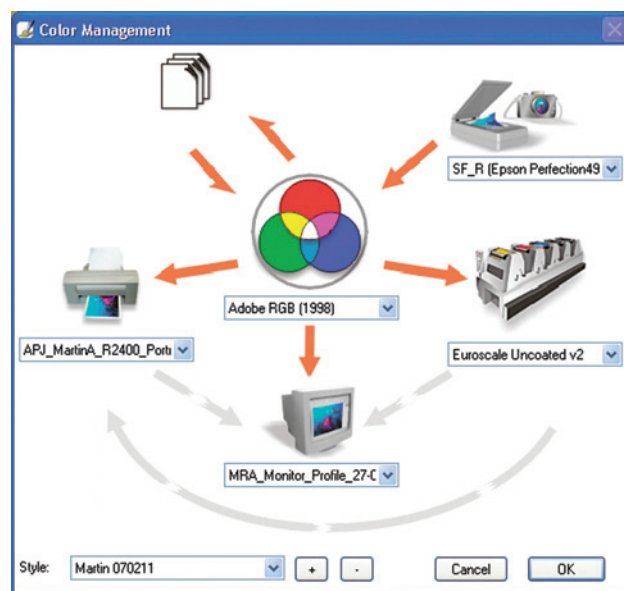 Color Management
SF_R (Epson Perfection49
Adobe RGB (1998)
APJ_MartinA_R2400_Port
Euroscale Uncoated v2
MRA_Monitor_Profile_27-0
Style:
Martin 070211
+
-
Cancel
OK